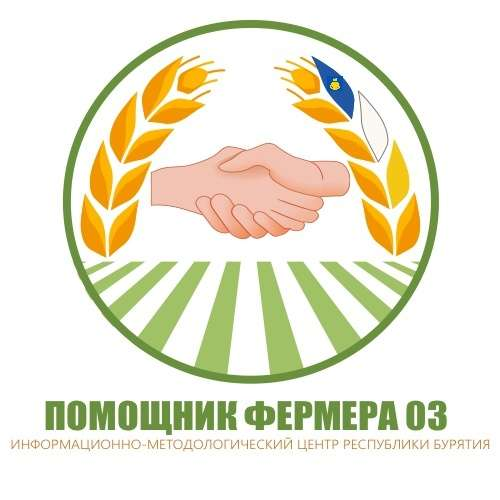 ПОМОЩНИК ФЕРМЕРА 03
ИНФОРМАЦИОННО-МЕТОДОЛОГИЧЕСКИЙ ЦЕНТР РЕСПУБЛИКИ БУРЯТИЯ